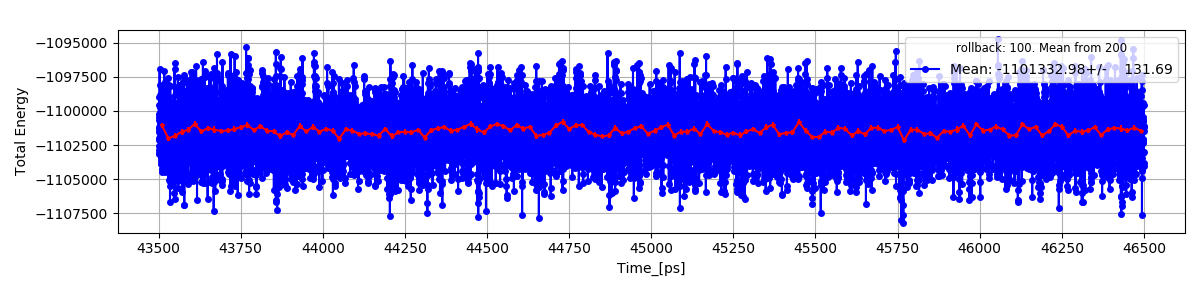 −1095000
−1097500
−1100000
−1102500
−1105000
−1107500
Total Energy
rollback: 100. Mean from 200
Mean: -1101332.98+/-    131.69
43500 43750 44000 44250 44500 44750 45000 45250 45500 45750 46000 46250 46500
Time_[ps]